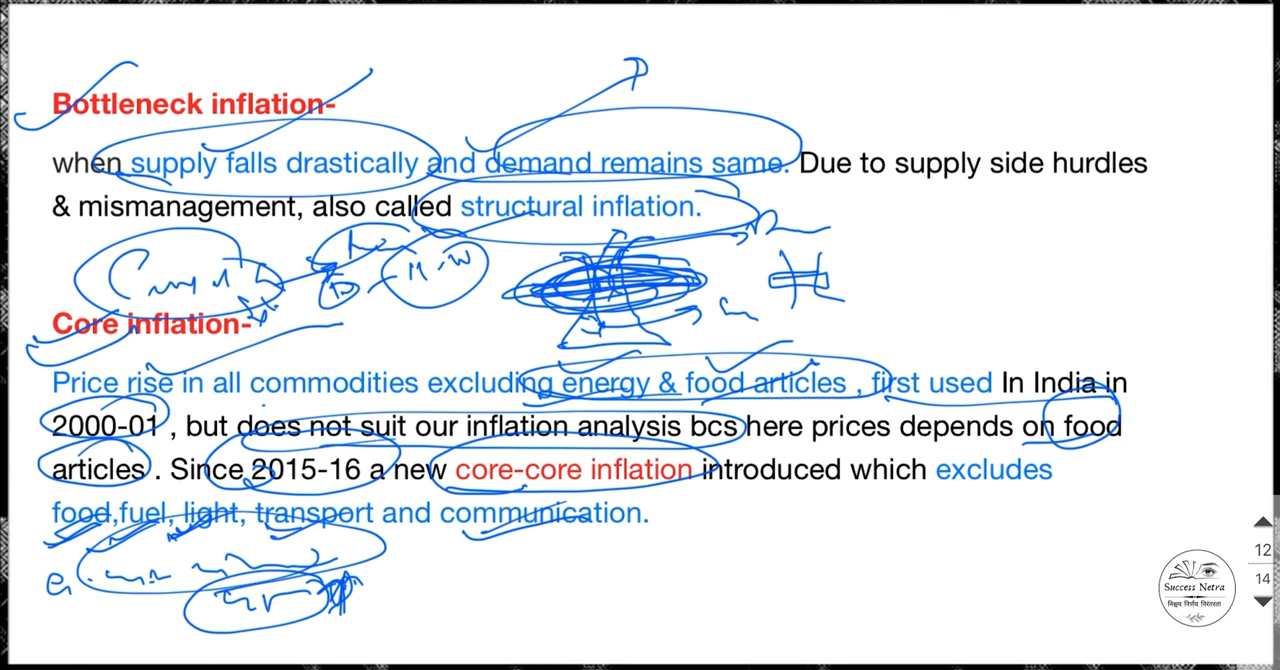 Bottleneck inflation-
when supply falls drastically and demand remains same. Due to supply side hurdles
& mismanagement, also called structural inflation.
Core inflation-
Price rise in all commodities excluding energy & food articles , first used In India in
2000-01 , but does not suit our inflation analysis bcs here prices depends on food
articles . Since 2015-16 a new core-core inflation introduced which excludes
food,fuel, light, transport and communication.
12
14
Success Netra